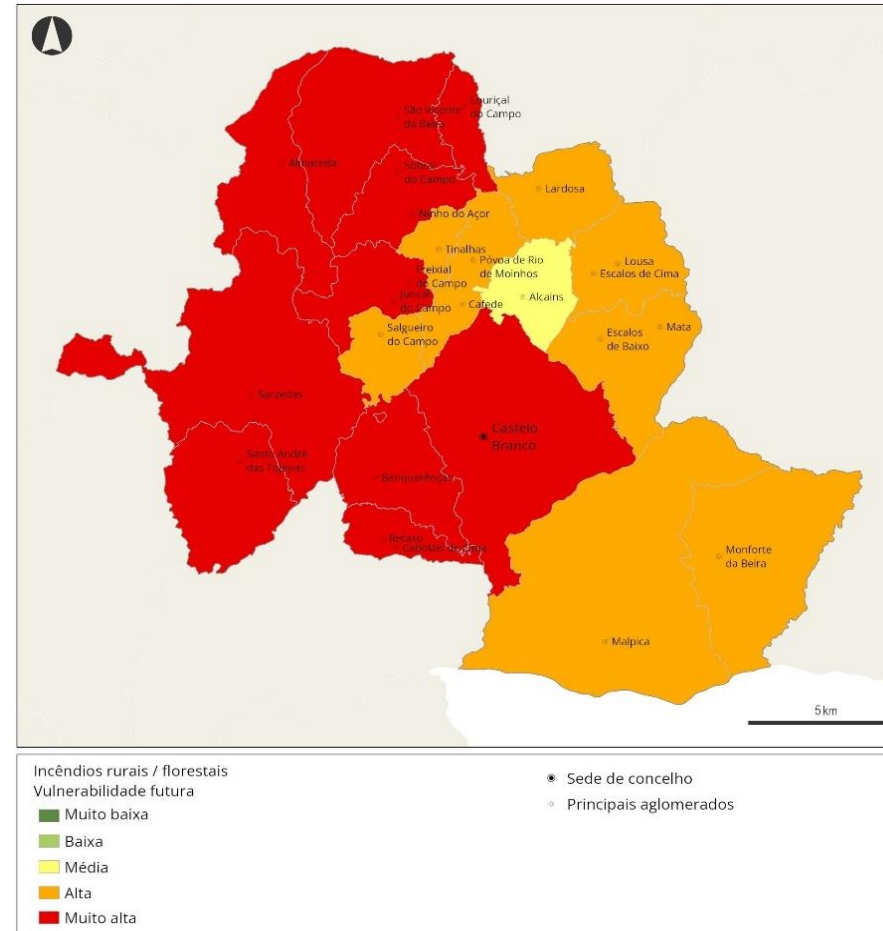 Louriçal
do Campo
São Vicente
da Beira
Almaceda
Sobral
do Campo
Lardosa
Ninho do Açor
Tinalhas
Póvoa de Rio
de Moinhos
Lousa
Escalos de Cima
Freixial
do Campo
Juncal
do Campo
Cafede
Alcains
Salgueiro
do Campo
Escalos
de Baixo
Mata
Sarzedas
Castelo
Branco
Santo André
das Tojeiras
Benquerenças
Retaxo
Cebolais de Cima
Monforte
da Beira
Malpica
5 km
Incêndios rurais / florestais
Vulnerabilidade futura
Muito baixa
Baixa
Média
Alta
Muito alta
Sede de concelho
Principais aglomerados